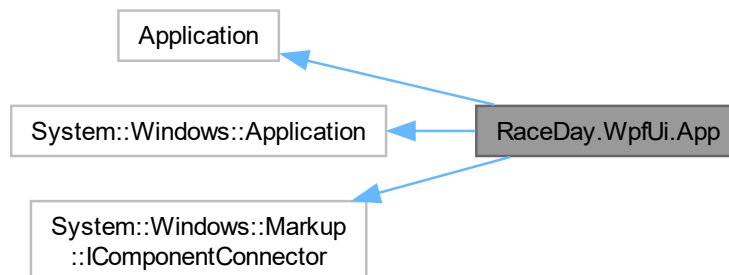 Application
System::Windows::Application
RaceDay.WpfUi.App
System::Windows::Markup
::IComponentConnector